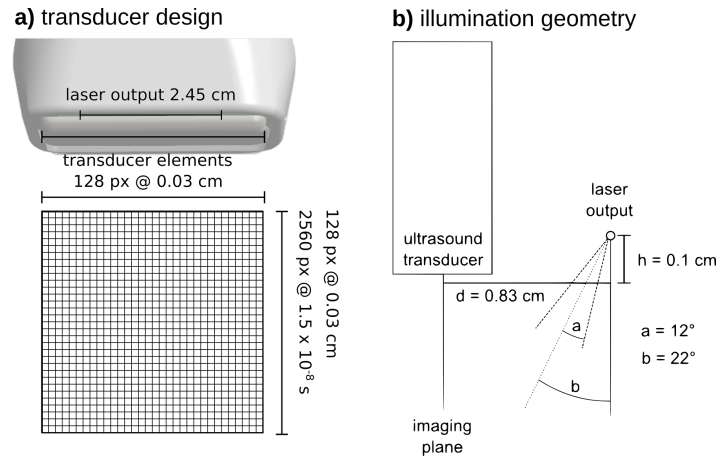 a) transducer design
laser output 2.45 cm
transducer elements
128 px @ 0.03 cm
128 px @ 0.03 cm
2560 px @ 1.5 x 10⁻⁸ s
b) illumination geometry
laser
output
ultrasound
transducer
h = 0.1 cm
d = 0.83 cm
a
a = 12°
b = 22°
b
imaging
plane